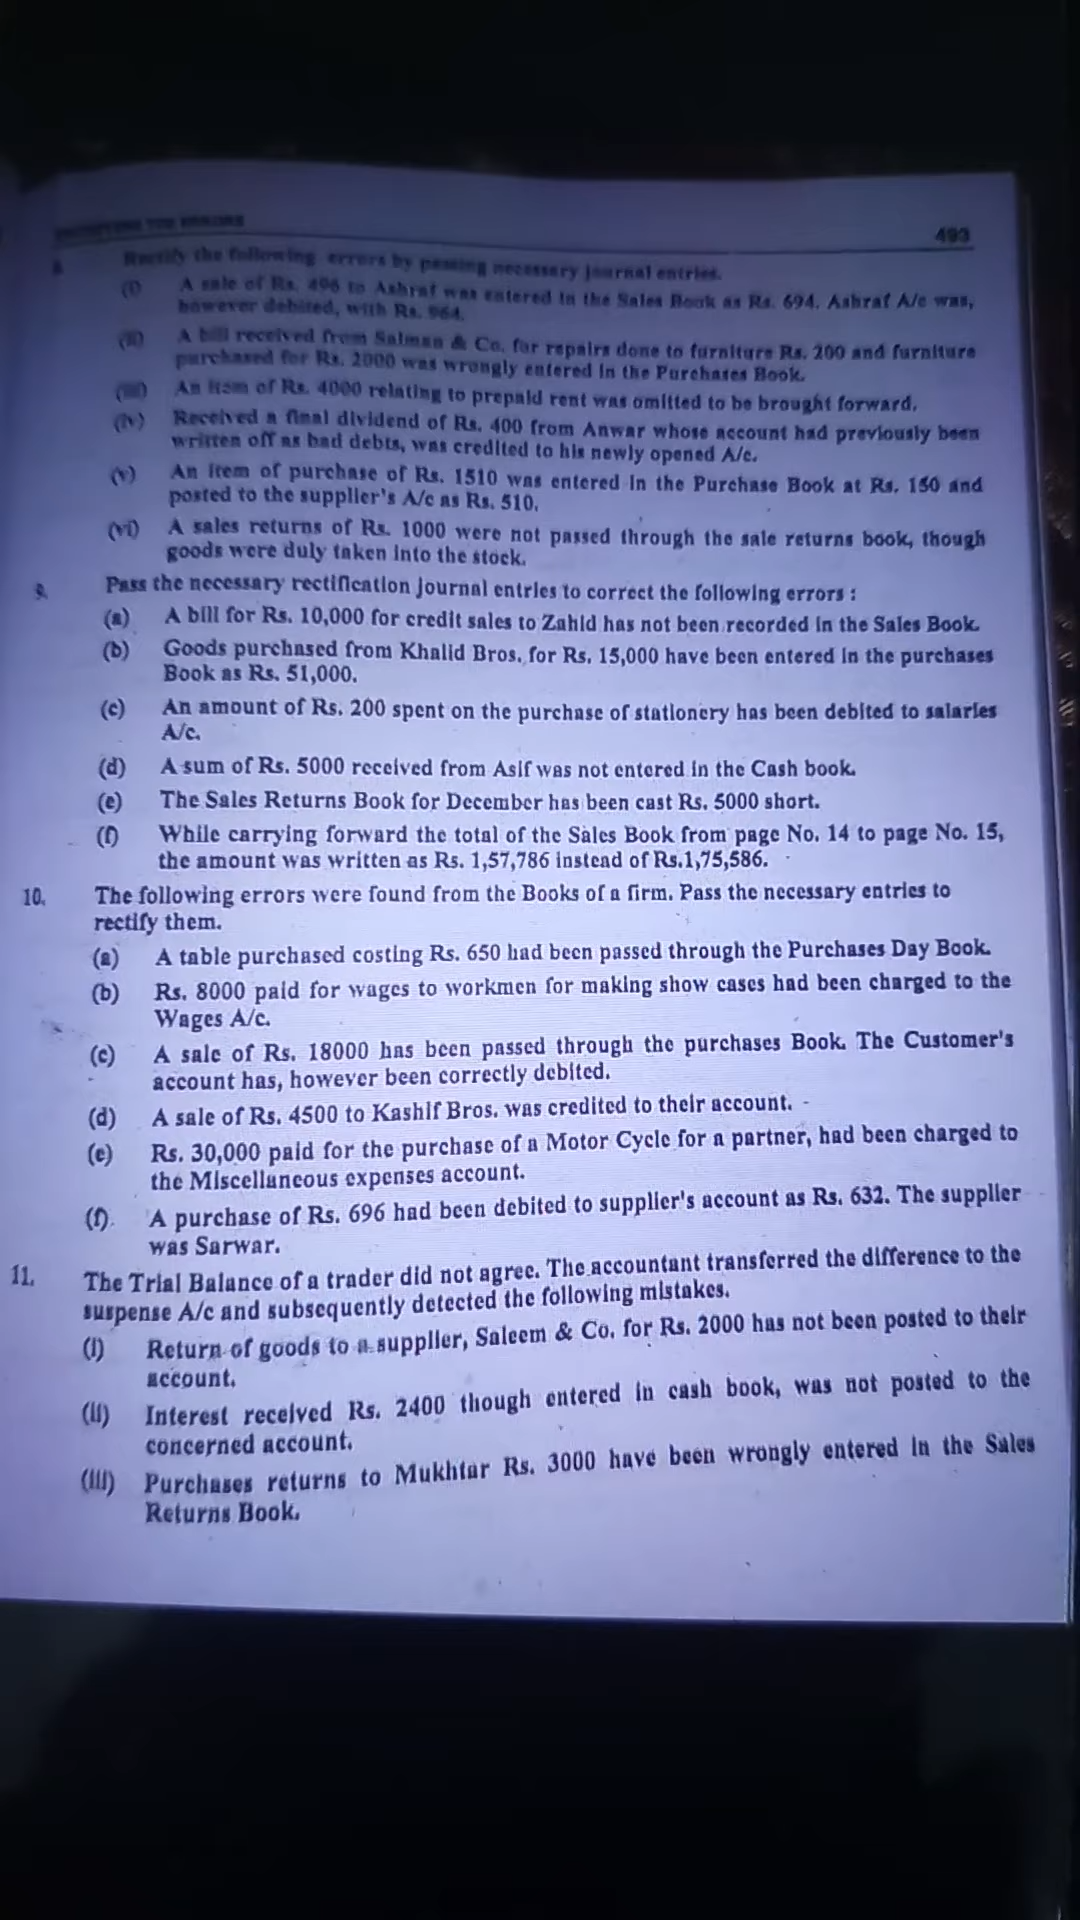 RECTIFYING THE ERRORS
493
8. Rectify the following errors by passing necessary journal entries.
(i) A sale of Rs. 496 to Ashraf was entered in the Sales Book as Rs. 694. Ashraf A/c was,
however debited, with Rs. 964.
(ii) A bill received from Salman & Co. for repairs done to furniture Rs. 200 and furniture
purchased for Rs. 2000 was wrongly entered in the Purchases Book.
(iii) An item of Rs. 4000 relating to prepaid rent was omitted to be brought forward.
(iv) Received a final dividend of Rs. 400 from Anwar whose account had previously been
written off as bad debts, was credited to his newly opened A/c.
(v) An item of purchase of Rs. 1510 was entered in the Purchase Book at Rs. 150 and
posted to the supplier's A/c as Rs. 510.
(vi) A sales returns of Rs. 1000 were not passed through the sale returns book, though
goods were duly taken into the stock.
9. Pass the necessary rectification journal entries to correct the following errors :
(a) A bill for Rs. 10,000 for credit sales to Zahid has not been recorded in the Sales Book.
(b) Goods purchased from Khalid Bros. for Rs. 15,000 have been entered in the purchases
Book as Rs. 51,000.
(c) An amount of Rs. 200 spent on the purchase of stationery has been debited to salaries
A/c.
(d) A sum of Rs. 5000 received from Asif was not entered in the Cash book.
(e) The Sales Returns Book for December has been cast Rs. 5000 short.
(f) While carrying forward the total of the Sales Book from page No. 14 to page No. 15,
the amount was written as Rs. 1,57,786 instead of Rs.1,75,586.
10. The following errors were found from the Books of a firm. Pass the necessary entries to
rectify them.
(a) A table purchased costing Rs. 650 had been passed through the Purchases Day Book.
(b) Rs. 8000 paid for wages to workmen for making show cases had been charged to the
Wages A/c.
(c) A sale of Rs. 18000 has been passed through the purchases Book. The Customer's
account has, however been correctly debited.
(d) A sale of Rs. 4500 to Kashif Bros. was credited to their account.
(e) Rs. 30,000 paid for the purchase of a Motor Cycle for a partner, had been charged to
the Miscellaneous expenses account.
(f). A purchase of Rs. 696 had been debited to supplier's account as Rs. 632. The supplier
was Sarwar.
11. The Trial Balance of a trader did not agree. The accountant transferred the difference to the
suspense A/c and subsequently detected the following mistakes.
(i) Return of goods to a supplier, Saleem & Co. for Rs. 2000 has not been posted to their
account.
(ii) Interest received Rs. 2400 though entered in cash book, was not posted to the
concerned account.
(iii) Purchases returns to Mukhtar Rs. 3000 have been wrongly entered in the Sales
Returns Book.